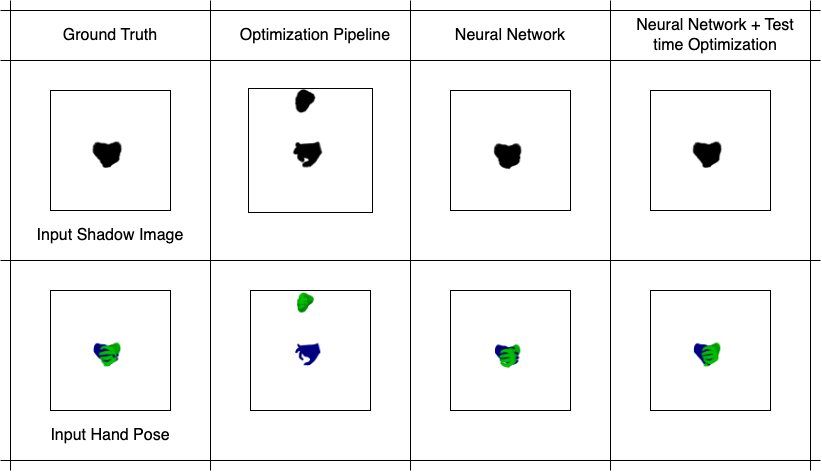 Ground Truth
Optimization Pipeline
Neural Network
Neural Network + Test
time Optimization
Input Shadow Image
Input Hand Pose